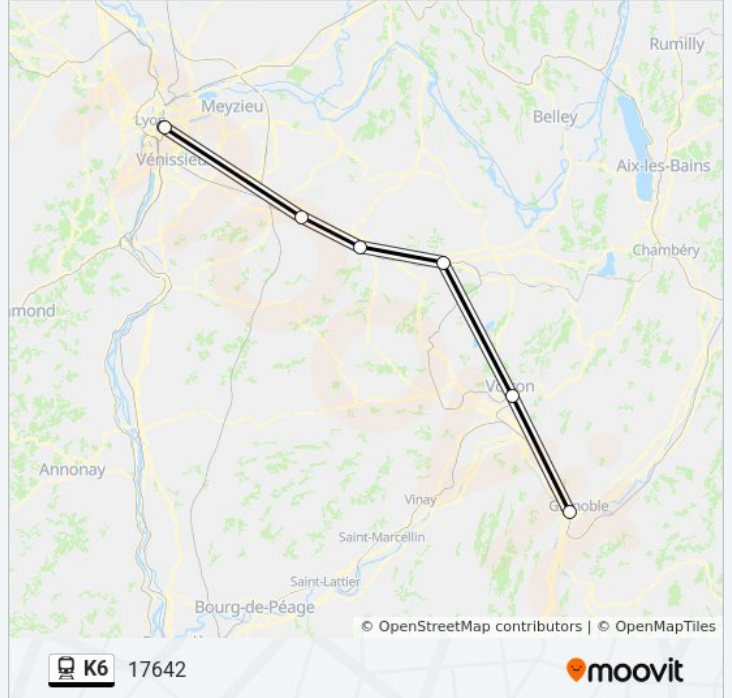 Rumilly
Meyzieu
Lyon
Belley
Vénissieux
Aix-les-Bains
Chambéry
mond
Voiron
Annonay
Vinay
Grenoble
Saint-Marcellin
Saint-Lattier
Bourg-de-Péage
© OpenStreetMap contributors | © OpenMapTiles
K6 17642 moovit